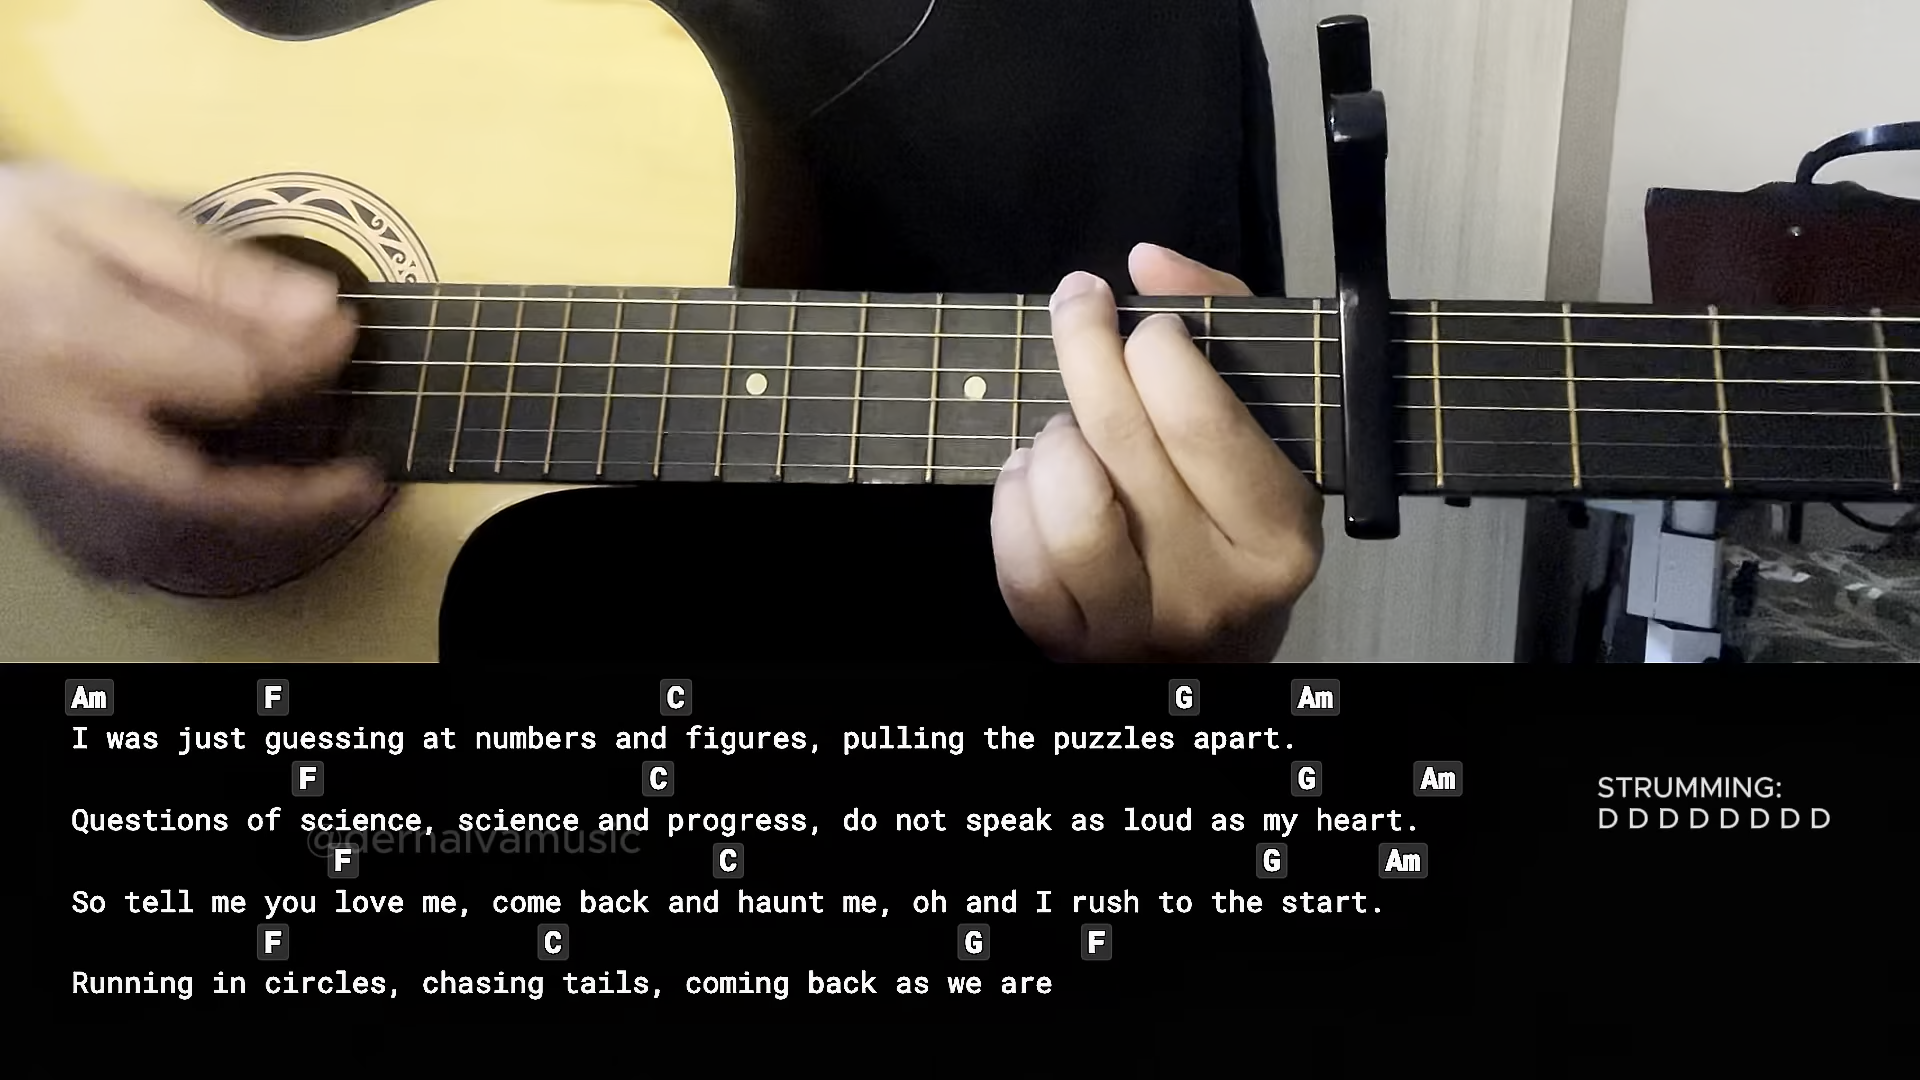 Am F C G Am
I was just guessing at numbers and figures, pulling the puzzles apart.
F C G Am
Questions of science, science and progress, do not speak as loud as my heart.
@dernalvamusic
F C G Am
So tell me you love me, come back and haunt me, oh and I rush to the start.
F C G F
Running in circles, chasing tails, coming back as we are
STRUMMING:
D D D D D D D D